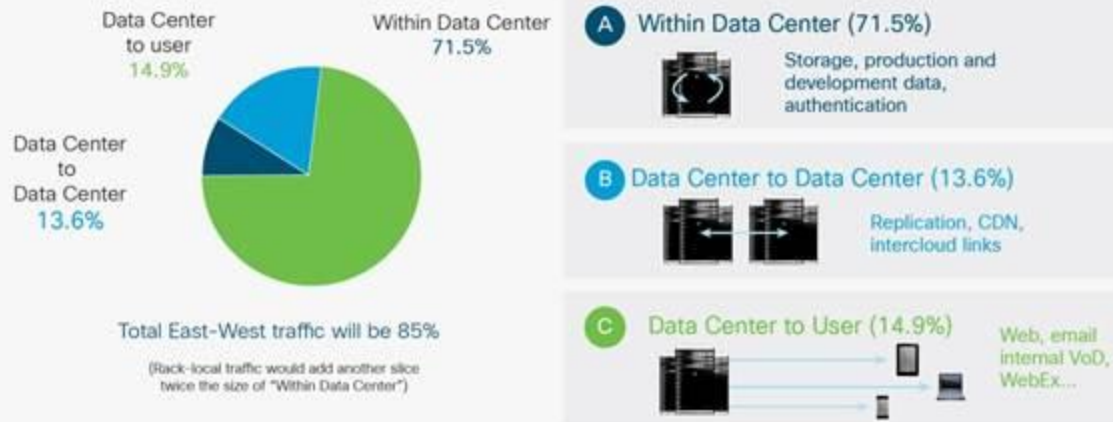 Data Center
to user
14.9%
Within Data Center
71.5%
Data Center
to
Data Center
13.6%
Total East-West traffic will be 85%
(Rack-local traffic would add another slice
twice the size of "Within Data Center")
A Within Data Center (71.5%)
Storage, production and
development data,
authentication
B Data Center to Data Center (13.6%)
Replication, CDN,
intercloud links
C Data Center to User (14.9%)
Web, email
internal VoD,
WebEx...